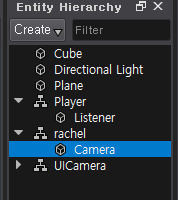 Entity Hierarchy
Create Filter
Cube
Directional Light
Plane
Player
Listener
rachel
Camera
UICamera